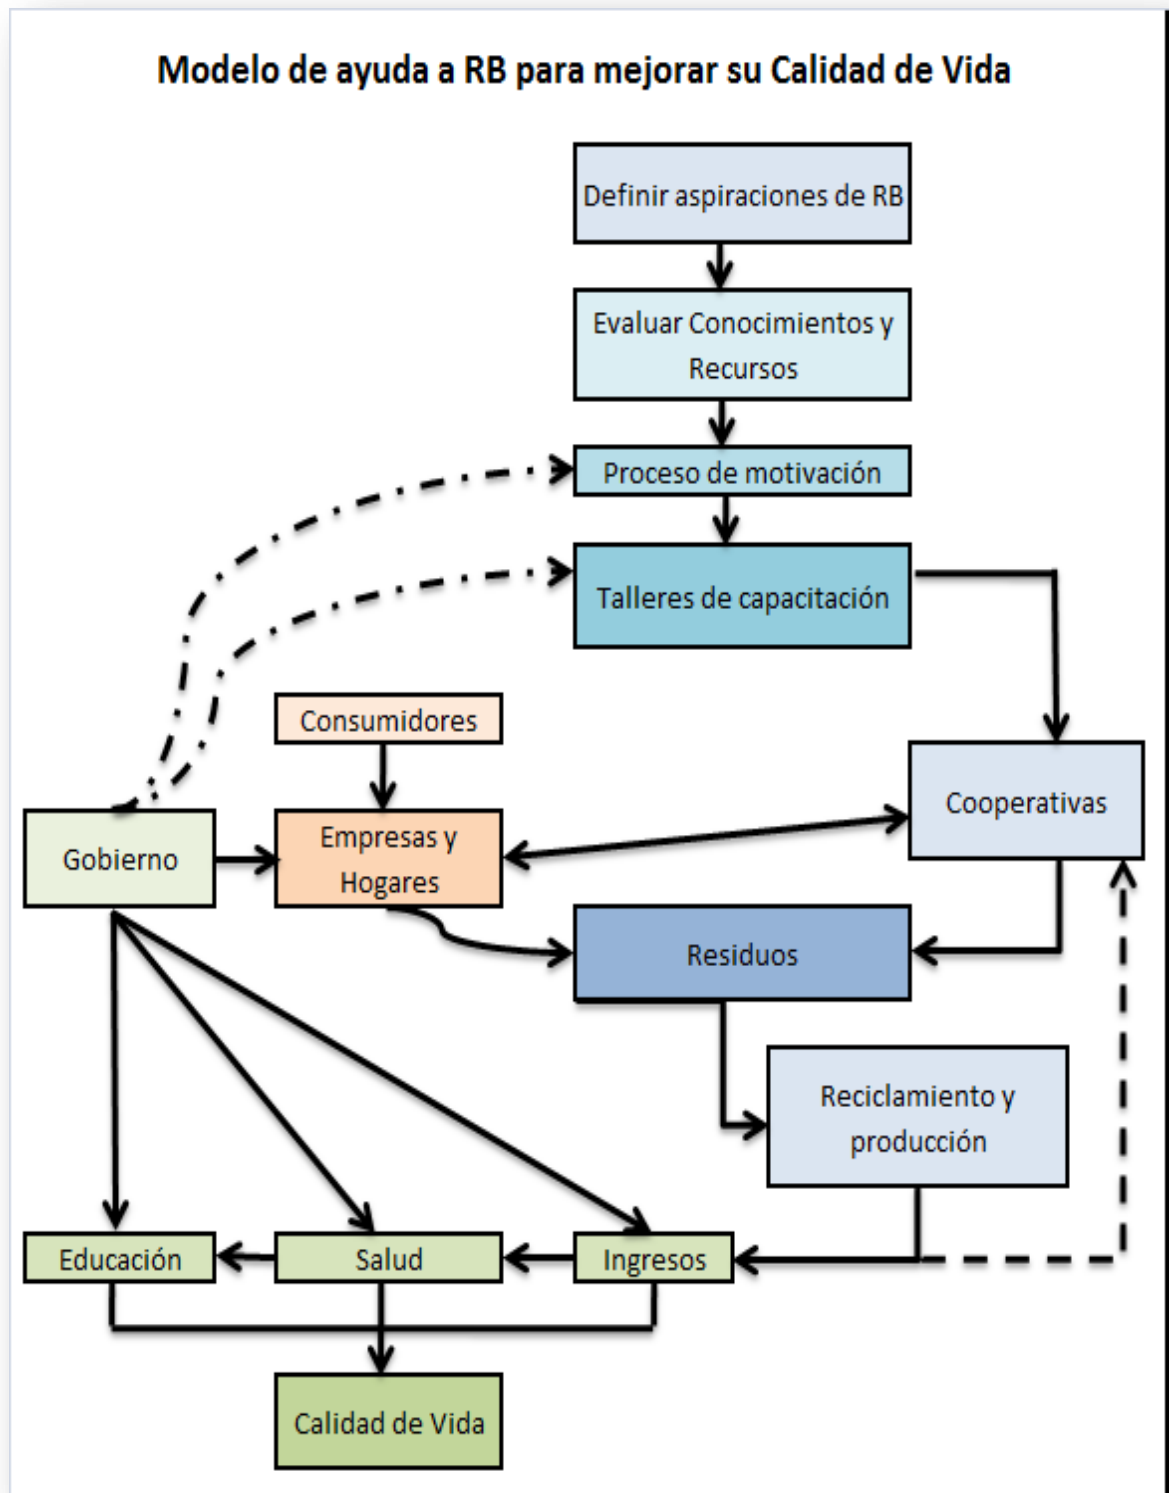 Modelo de ayuda a RB para mejorar su Calidad de Vida
Definir aspiraciones de RB
Evaluar Conocimientos y
Recursos
Proceso de motivación
Talleres de capacitación
Consumidores
Cooperativas
Gobierno
Empresas y
Hogares
Residuos
Reciclamiento y
producción
Educación
Salud
Ingresos
Calidad de Vida